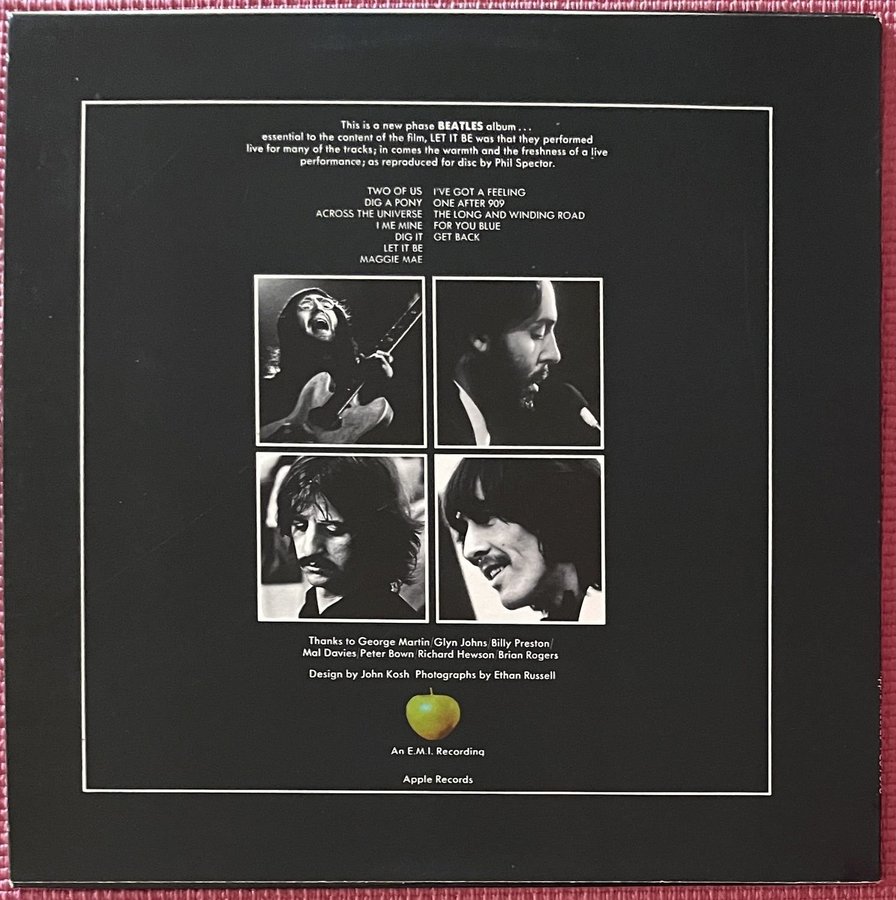 This is a new phase BEATLES album . . .
essential to the content of the film, LET IT BE was that they performed
live for many of the tracks; in comes the warmth and the freshness of a live
performance; as reproduced for disc by Phil Spector.
TWO OF US
DIG A PONY
ACROSS THE UNIVERSE
I ME MINE
DIG IT
LET IT BE
MAGGIE MAE
I'VE GOT A FEELING
ONE AFTER 909
THE LONG AND WINDING ROAD
FOR YOU BLUE
GET BACK
Thanks to George Martin/Glyn Johns/Billy Preston/
Mal Davies/Peter Bown/Richard Hewson/Brian Rogers
Design by John Kosh Photographs by Ethan Russell
An E.M.I. Recording
Apple Records